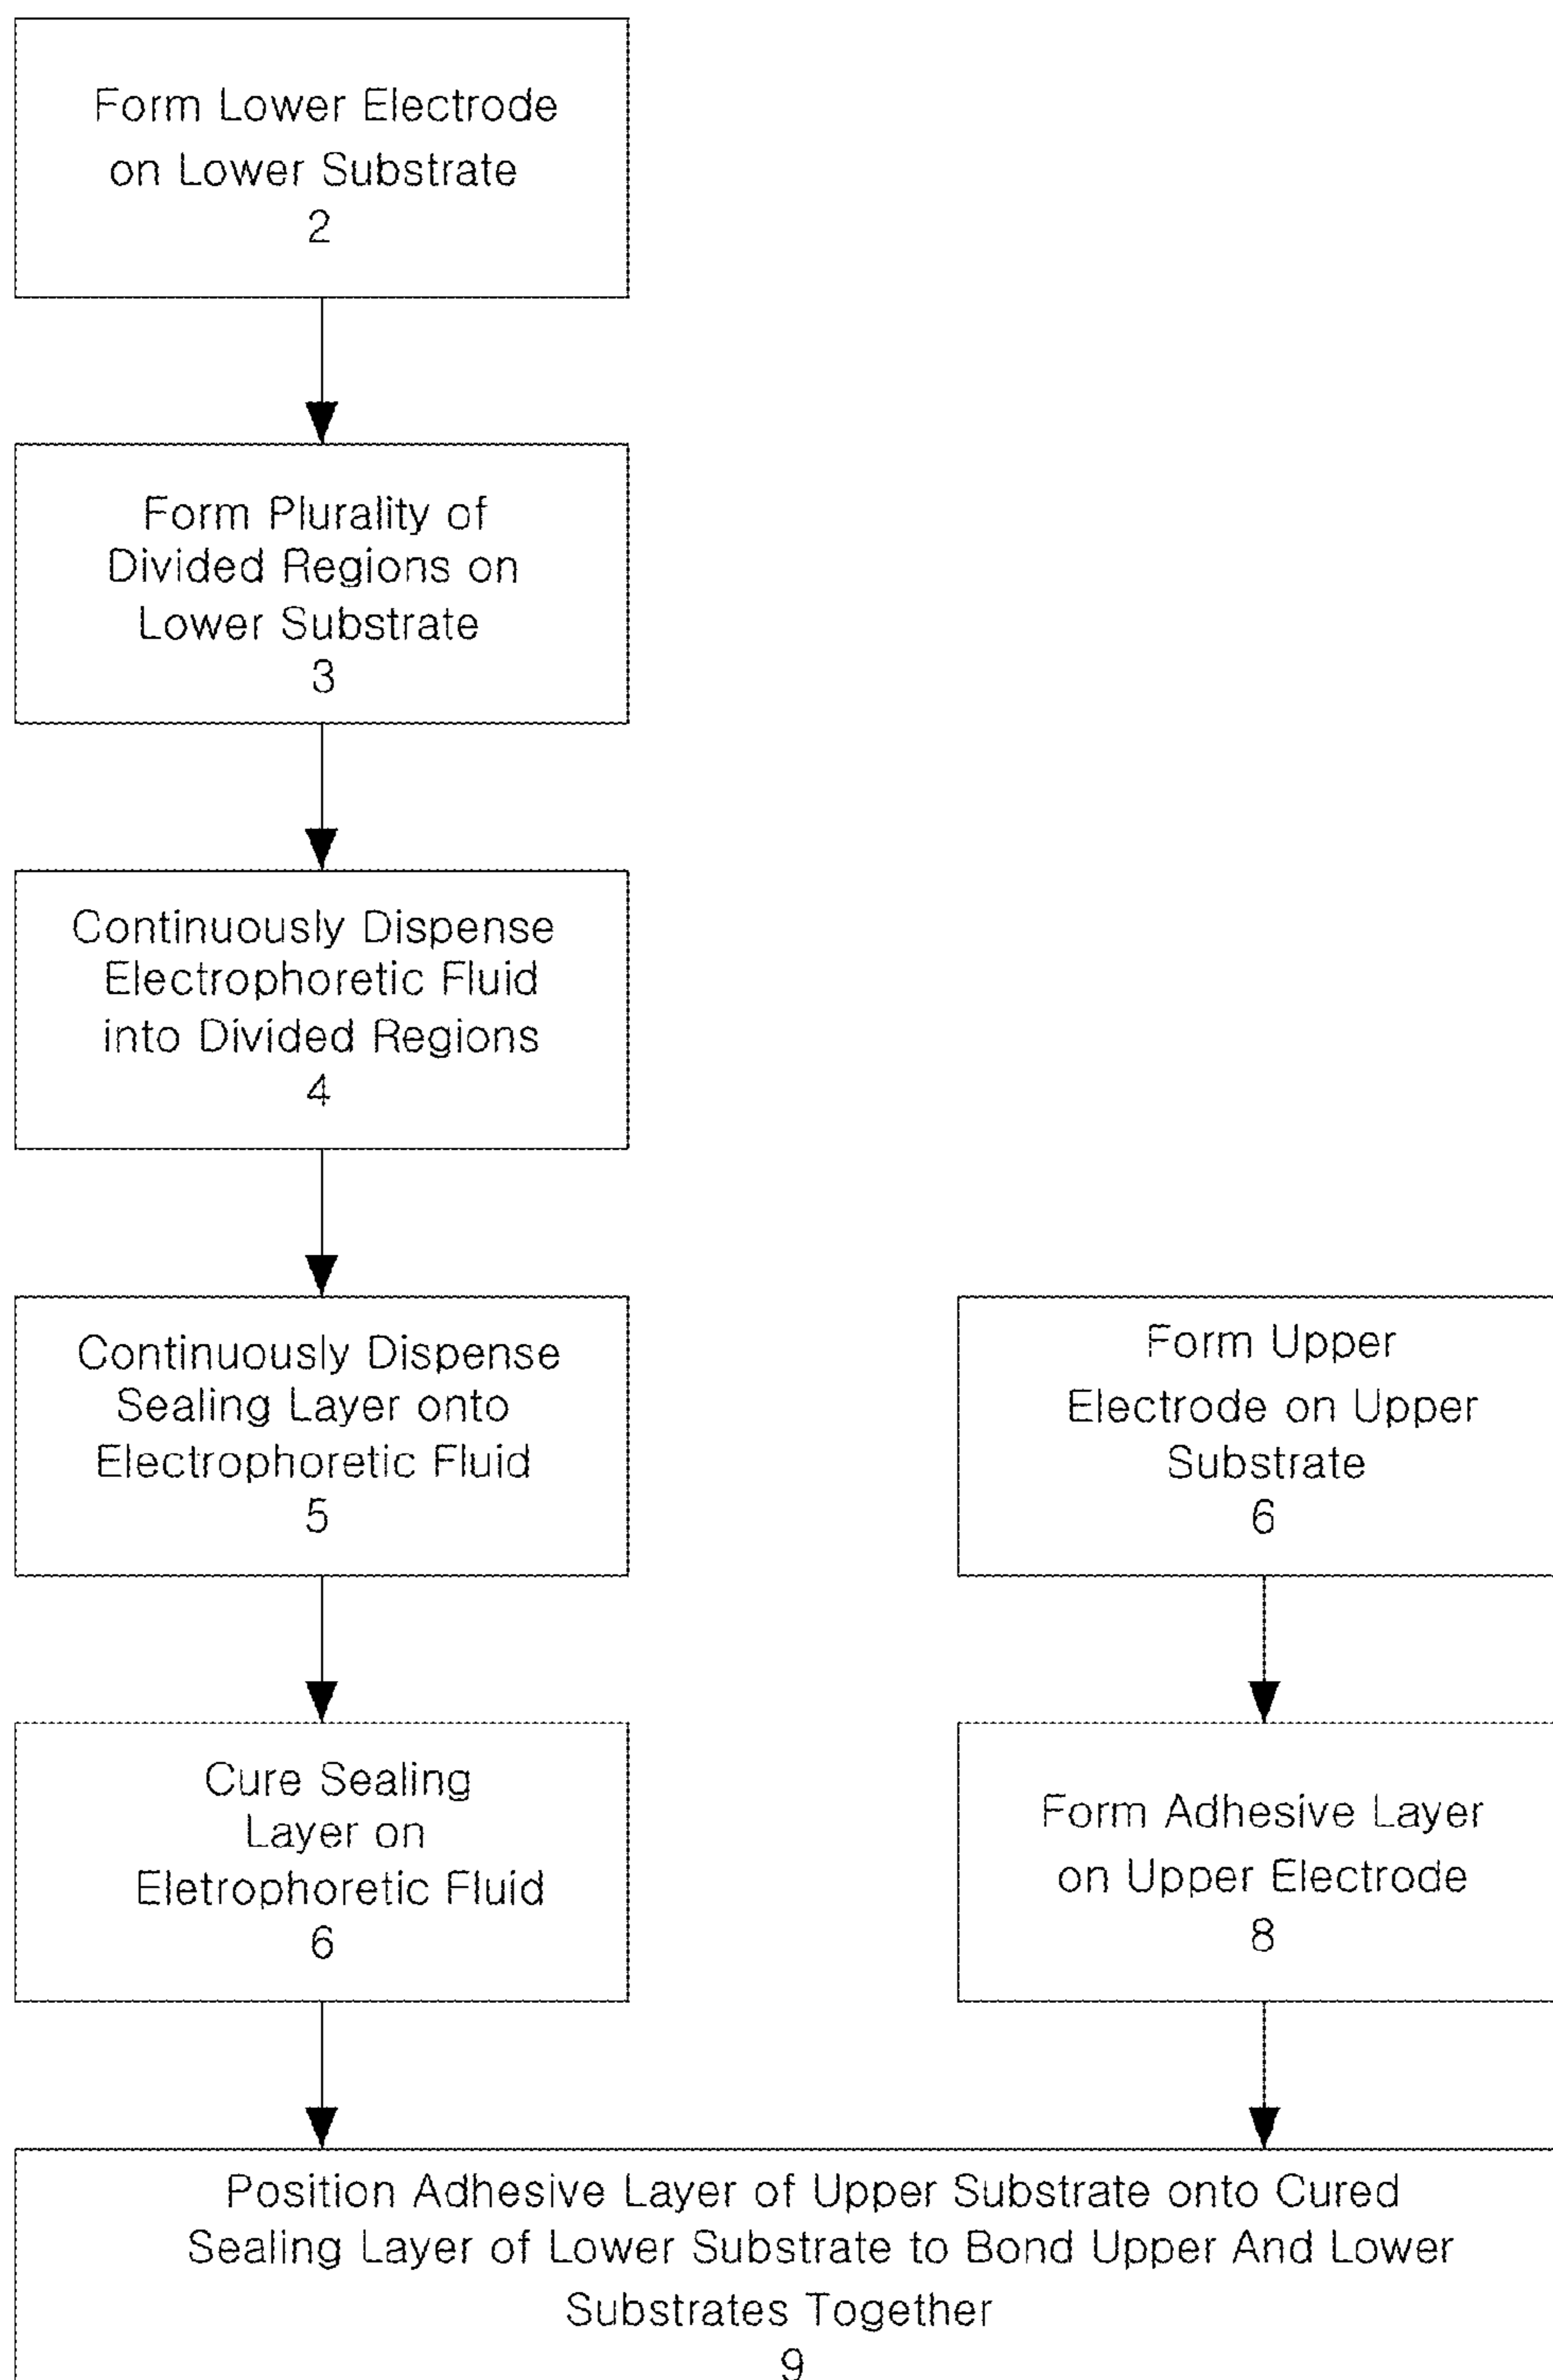 Form Lower Electrode
on Lower Substrate
2
Form Plurality of
Divided Regions on
Lower Substrate
3
Continuously Dispense
Electrophoretic Fluid
into Divided Regions
4
Continuously Dispense
Sealing Layer onto
Electrophoretic Fluid
5
Cure Sealing
Layer on
Eletrophoretic Fluid
6
Form Upper
Electrode on Upper
Substrate
6
Form Adhesive Layer
on Upper Electrode
8
Position Adhesive Layer of Upper Substrate onto Cured
Sealing Layer of Lower Substrate to Bond Upper And Lower
Substrates Together
9